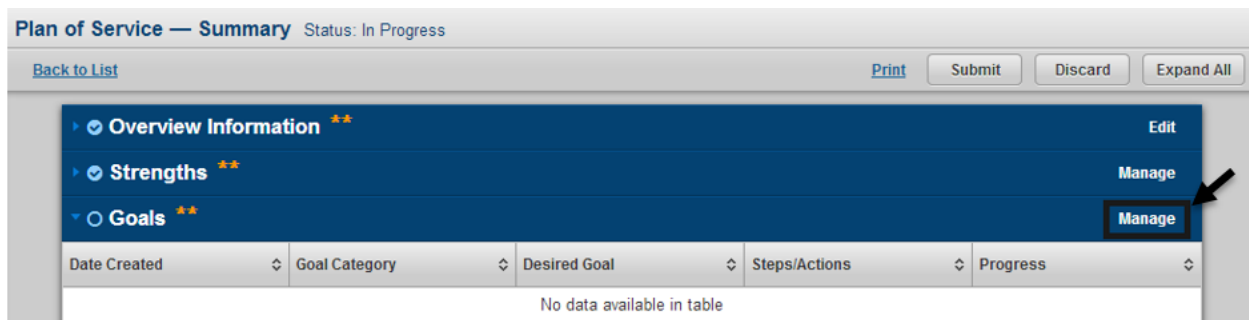 Plan of Service — Summary Status: In Progress
Back to List Print Submit Discard Expand All
Overview Information ** Edit
Strengths ** Manage
Goals ** Manage
Date Created Goal Category Desired Goal Steps/Actions Progress
No data available in table